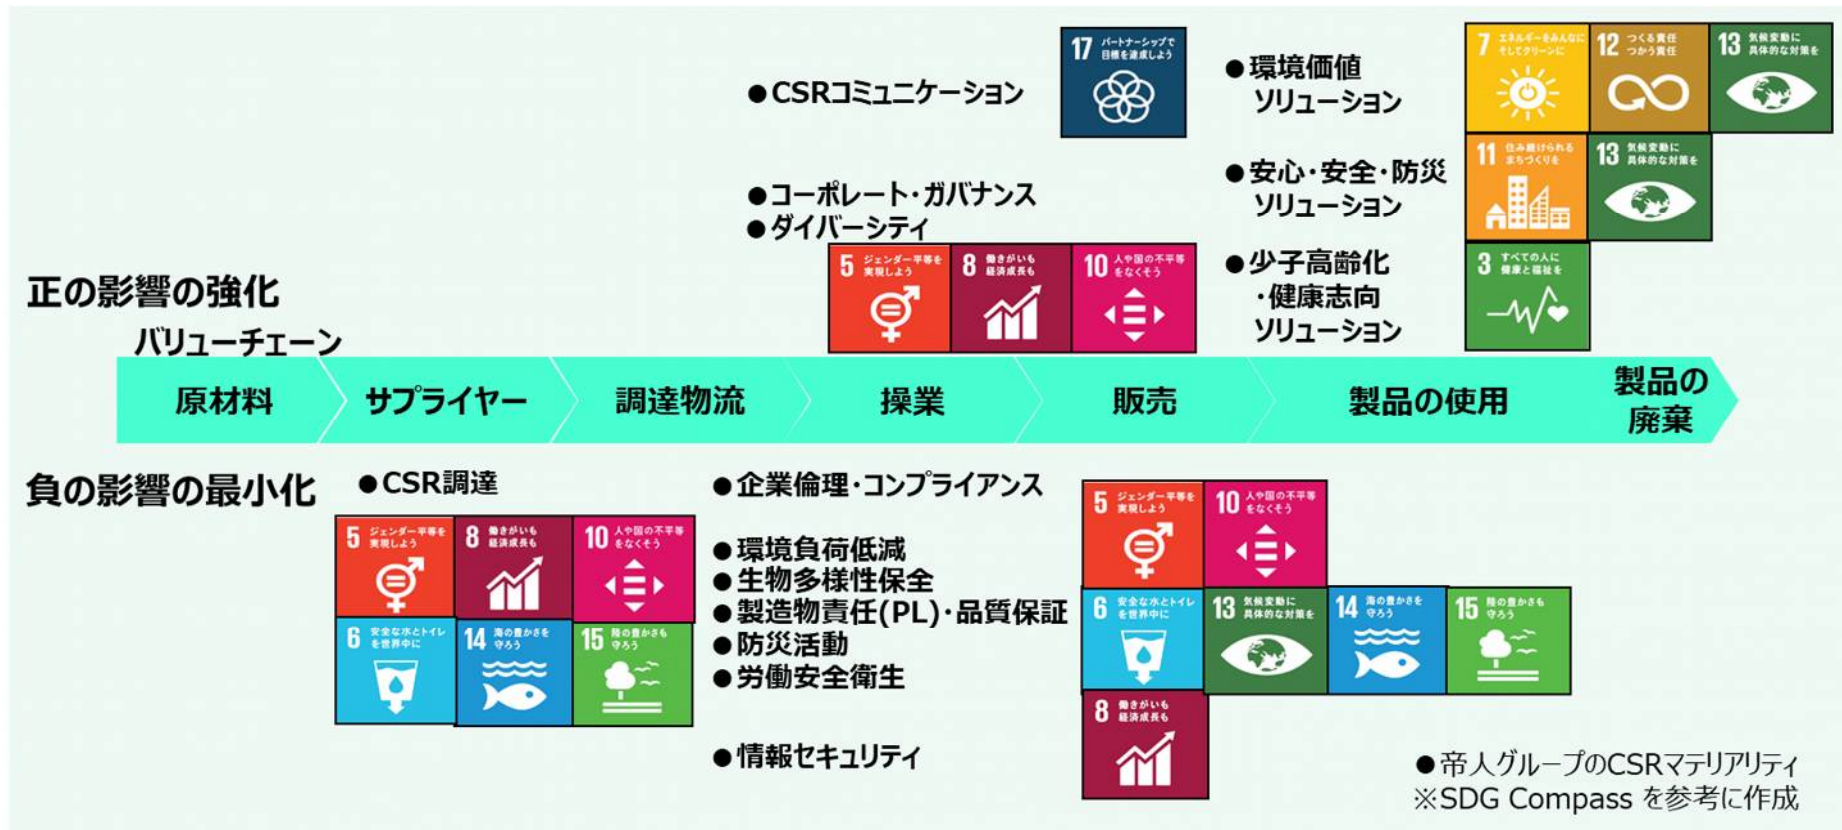 17 パートナーシップで
目標を達成しよう
●CSRコミュニケーション
●コーポレート・ガバナンス
●ダイバーシティ
5 ジェンダー平等を
実現しよう
8 働きがいも
経済成長も
10 人や国の不平等
をなくそう
●環境価値
ソリューション
7 エネルギーをみんなに
そしてクリーンに
12 つくる責任
つかう責任
13 気候変動に
具体的な対策を
●安心・安全・防災
ソリューション
11 住み続けられる
まちづくりを
13 気候変動に
具体的な対策を
●少子高齢化
・健康志向
ソリューション
3 すべての人に
健康と福祉を
正の影響の強化
バリューチェーン
原材料
サプライヤー
調達物流
操業
販売
製品の使用
製品の
廃棄
負の影響の最小化
●CSR調達
5 ジェンダー平等を
実現しよう
8 働きがいも
経済成長も
10 人や国の不平等
をなくそう
6 安全な水とトイレ
を世界中に
14 海の豊かさを
守ろう
15 陸の豊かさも
守ろう
●企業倫理・コンプライアンス
●環境負荷低減
●生物多様性保全
●製造物責任(PL)・品質保証
●防災活動
●労働安全衛生
●情報セキュリティ
5 ジェンダー平等を
実現しよう
10 人や国の不平等
をなくそう
6 安全な水とトイレ
を世界中に
13 気候変動に
具体的な対策を
14 海の豊かさを
守ろう
15 陸の豊かさも
守ろう
8 働きがいも
経済成長も
●帝人グループのCSRマテリアリティ
※SDG Compass を参考に作成